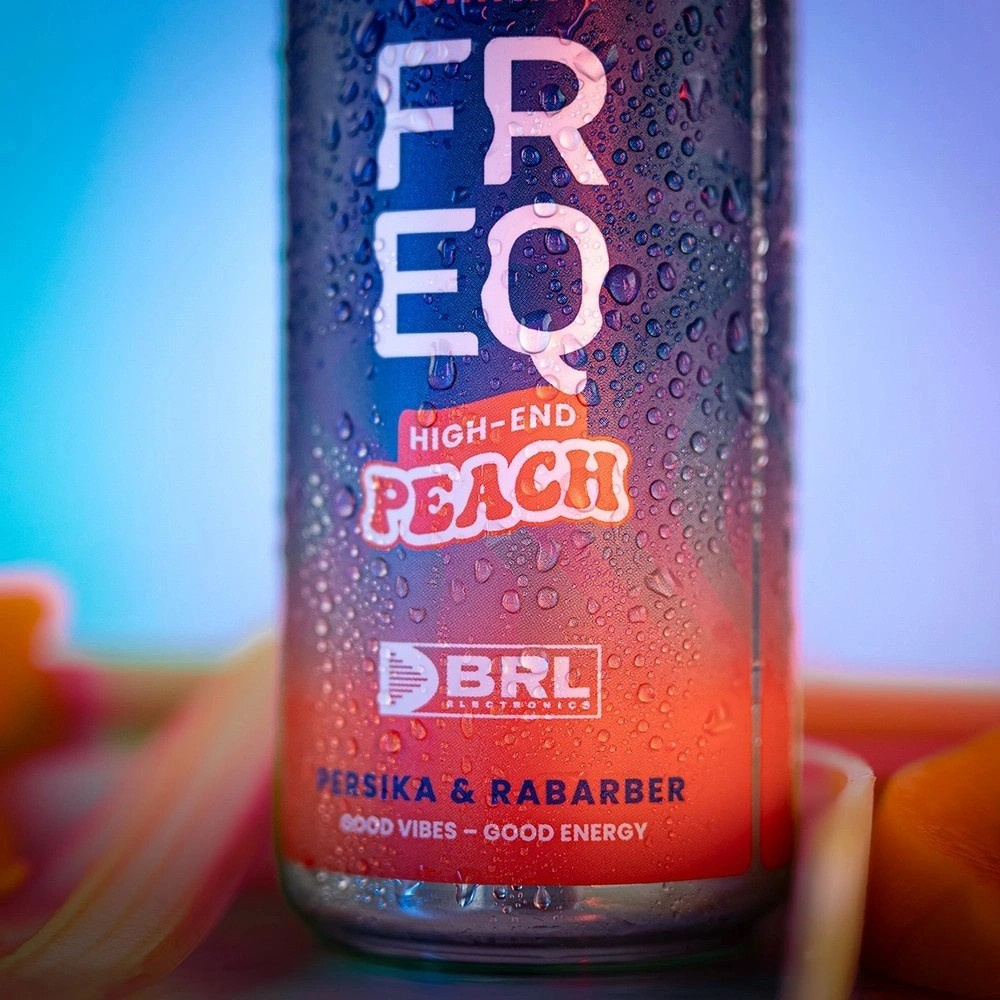 FR
EQ
HIGH-END
PEACH
BRL
ELECTRONICS
PERSIKA & RABARBER
GOOD VIBES – GOOD ENERGY